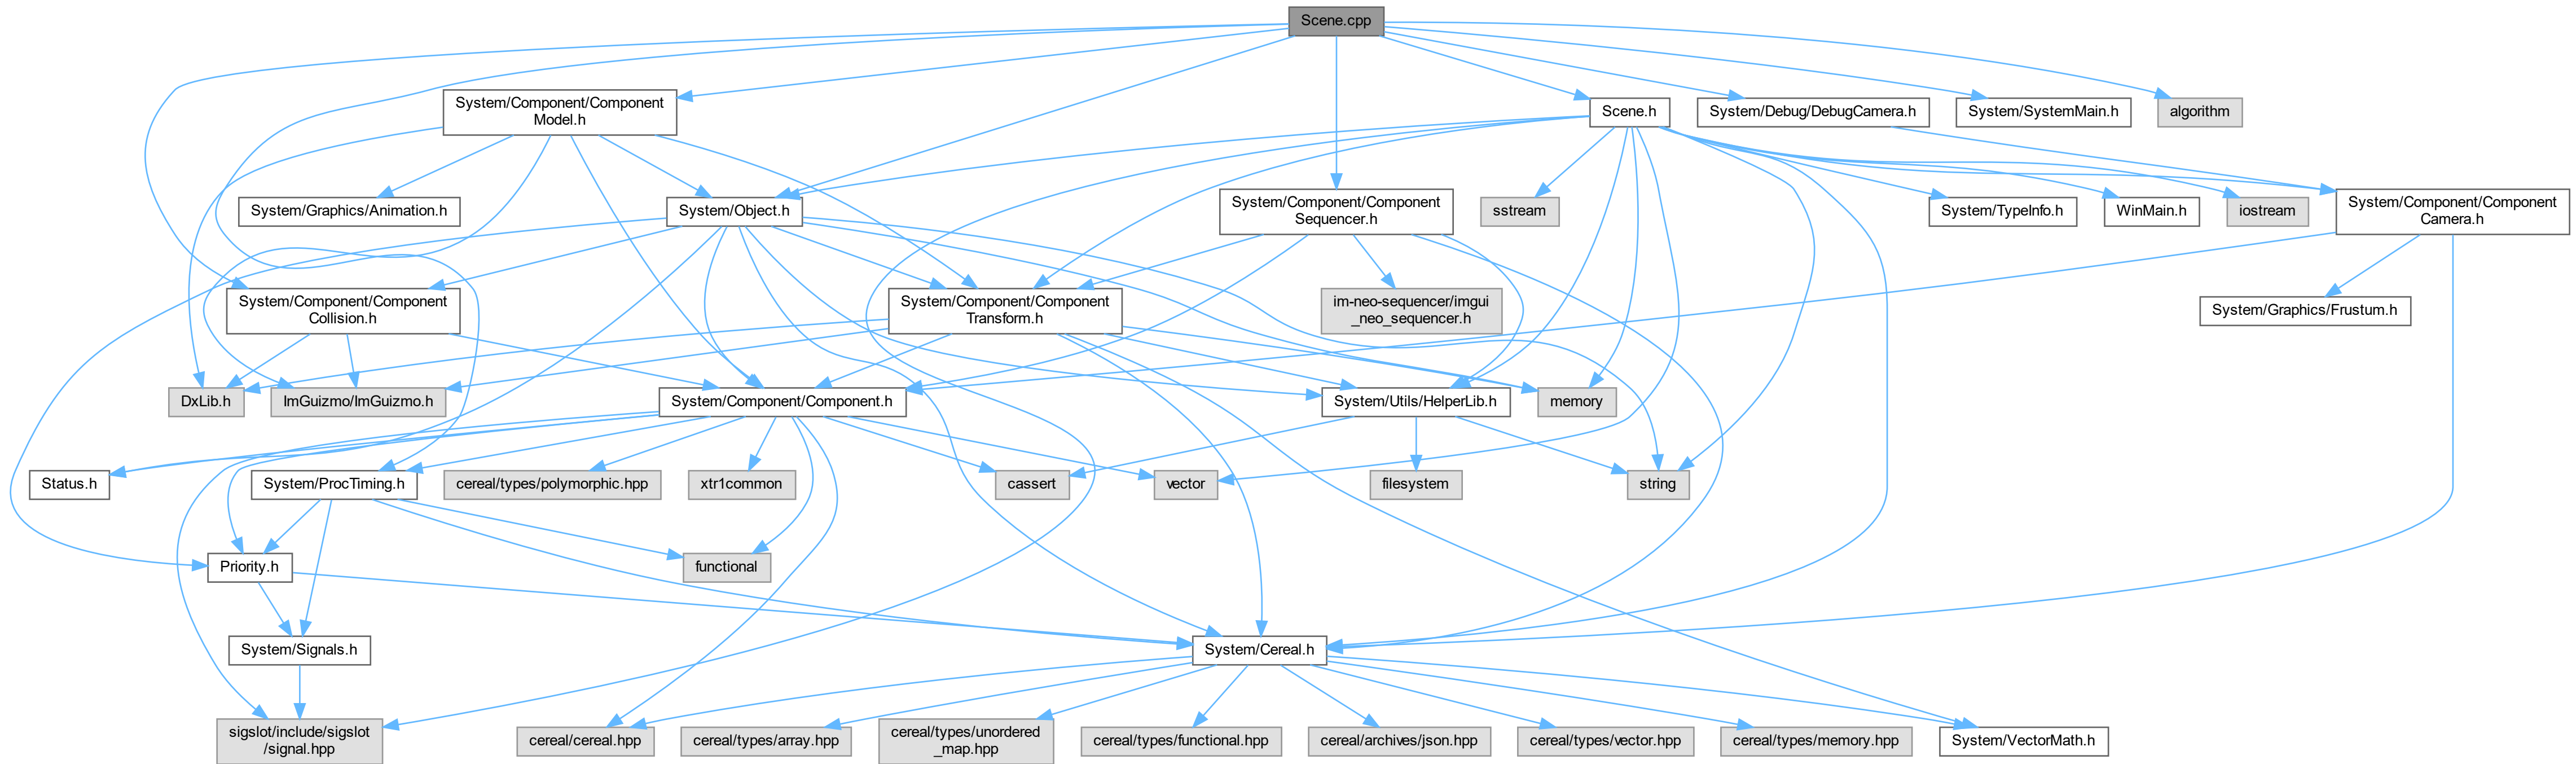 Scene.cpp
System/Component/Component
Model.h
Scene.h
System/Debug/DebugCamera.h
System/SystemMain.h
algorithm
System/Graphics/Animation.h
System/Object.h
System/Component/Component
Sequencer.h
sstream
System/TypeInfo.h
WinMain.h
iostream
System/Component/Component
Camera.h
System/Component/Component
Collision.h
System/Component/Component
Transform.h
im-neo-sequencer/imgui
_neo_sequencer.h
System/Graphics/Frustum.h
DxLib.h
ImGuizmo/ImGuizmo.h
System/Component/Component.h
System/Utils/HelperLib.h
memory
Status.h
System/ProcTiming.h
cereal/types/polymorphic.hpp
xtr1common
cassert
vector
filesystem
string
Priority.h
functional
System/Signals.h
System/Cereal.h
sigslot/include/sigslot
/signal.hpp
cereal/cereal.hpp
cereal/types/array.hpp
cereal/types/unordered
_map.hpp
cereal/types/functional.hpp
cereal/archives/json.hpp
cereal/types/vector.hpp
cereal/types/memory.hpp
System/VectorMath.h